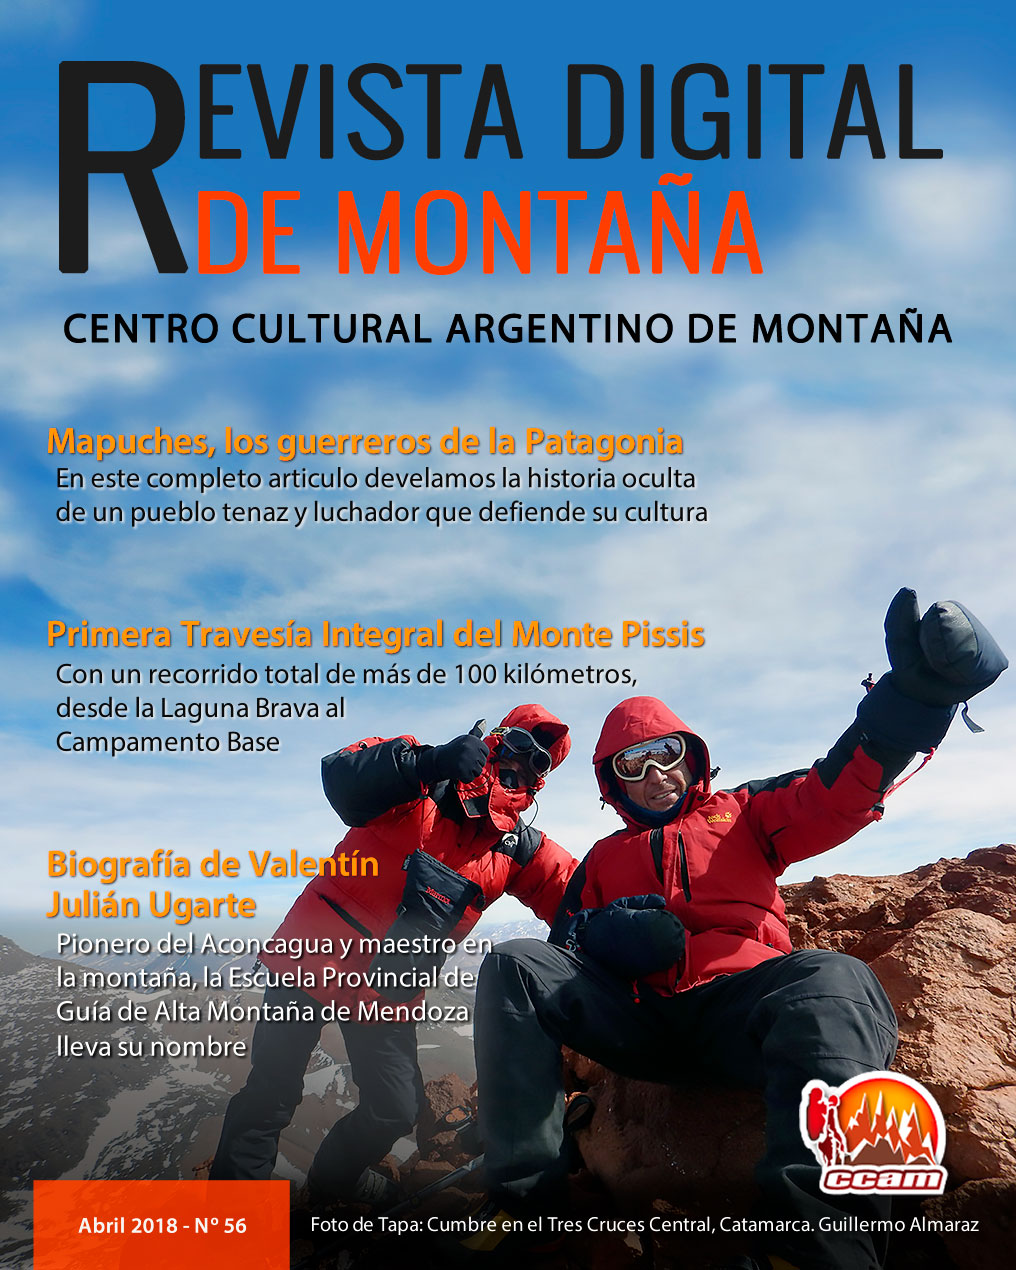 REVISTA DIGITAL
DE MONTAÑA
CENTRO CULTURAL ARGENTINO DE MONTAÑA
Mapuches, los guerreros de la Patagonia
En este completo articulo develamos la historia oculta
de un pueblo tenaz y luchador que defiende su cultura
Primera Travesía Integral del Monte Pissis
Con un recorrido total de más de 100 kilómetros,
desde la Laguna Brava al
Campamento Base
Biografía de Valentín
Julián Ugarte
Pionero del Aconcagua y maestro en
la montaña, la Escuela Provincial de
Guía de Alta Montaña de Mendoza
lleva su nombre
ccam
Abril 2018 - Nº 56
Foto de Tapa: Cumbre en el Tres Cruces Central, Catamarca. Guillermo Almaraz